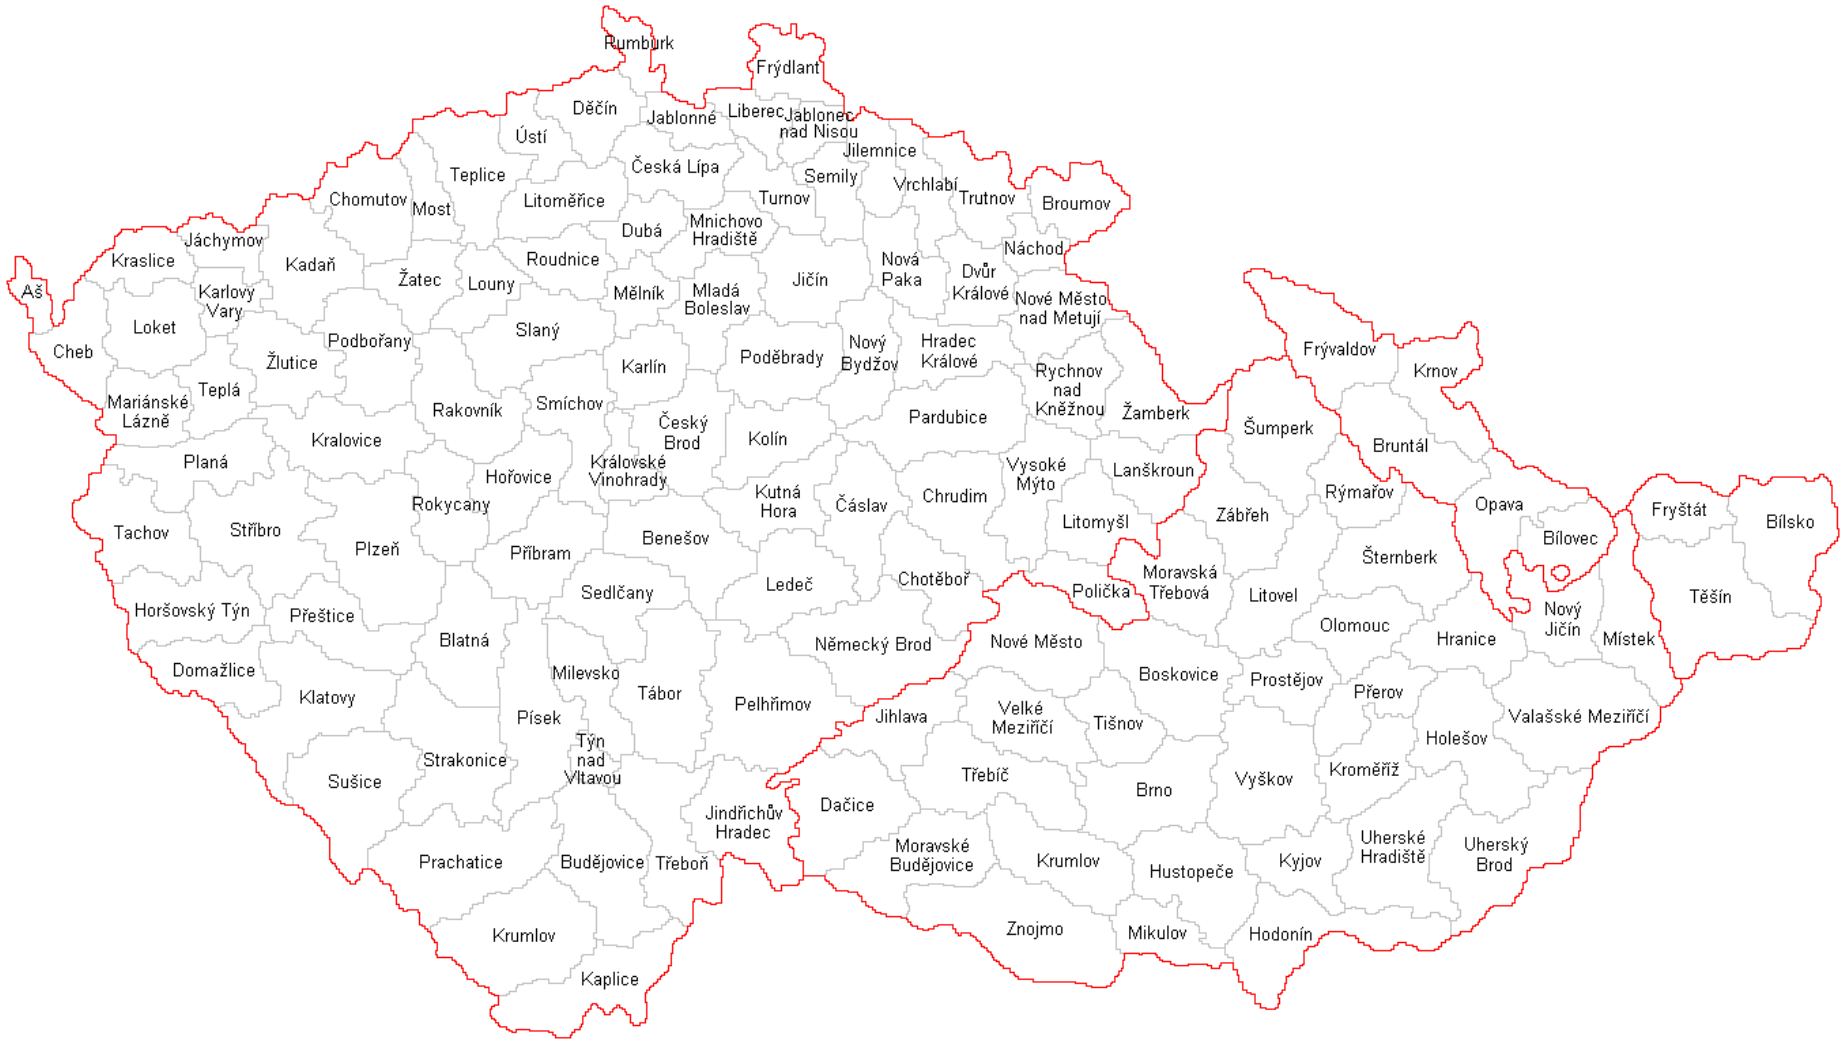 Rumburk
Frýdlant
Děčín
Jablonné
Liberec
Jablonec
nad Nisou
Ústí
Jilemnice
Teplice
Česká Lípa
Semily
Vrchlabí
Trutnov
Broumov
Chomutov
Most
Litoměřice
Turnov
Dubá
Mnichovo
Hradiště
Jáchymov
Kraslice
Kadaň
Roudnice
Náchod
Aš
Karlovy
Vary
Žatec
Louny
Mělník
Mladá
Boleslav
Jičín
Nová
Paka
Dvůr
Králové
Nové Město
nad Metují
Loket
Cheb
Podbořany
Slaný
Žlutice
Karlín
Poděbrady
Nový
Bydžov
Hradec
Králové
Frývaldov
Krnov
Rychnov
nad
Kněžnou
Teplá
Mariánské
Lázně
Rakovník
Smíchov
Český
Brod
Kolín
Pardubice
Žamberk
Šumperk
Bruntál
Kralovice
Planá
Hořovice
Královské
Vinohrady
Vysoké
Mýto
Lanškroun
Rýmařov
Rokycany
Kutná
Hora
Čáslav
Chrudim
Litomyšl
Zábřeh
Opava
Fryštát
Bílsko
Tachov
Stříbro
Plzeň
Příbram
Benešov
Bílovec
Šternberk
Sedlčany
Ledeč
Chotěboř
Polička
Moravská
Třebová
Litovel
Těšín
Horšovský Týn
Přeštice
Blatná
Německý Brod
Nové Město
Olomouc
Hranice
Nový
Jičín
Místek
Domažlice
Klatovy
Milevsko
Tábor
Pelhřimov
Boskovice
Prostějov
Přerov
Písek
Jihlava
Velké
Meziříčí
Tišnov
Holešov
Valašské Meziříčí
Sušice
Strakonice
Týn
nad
Vltavou
Třebíč
Brno
Vyškov
Kroměříž
Jindřichův
Hradec
Dačice
Moravské
Budějovice
Uherské
Hradiště
Uherský
Brod
Prachatice
Budějovice
Třeboň
Krumlov
Hustopeče
Kyjov
Krumlov
Znojmo
Mikulov
Hodonín
Kaplice